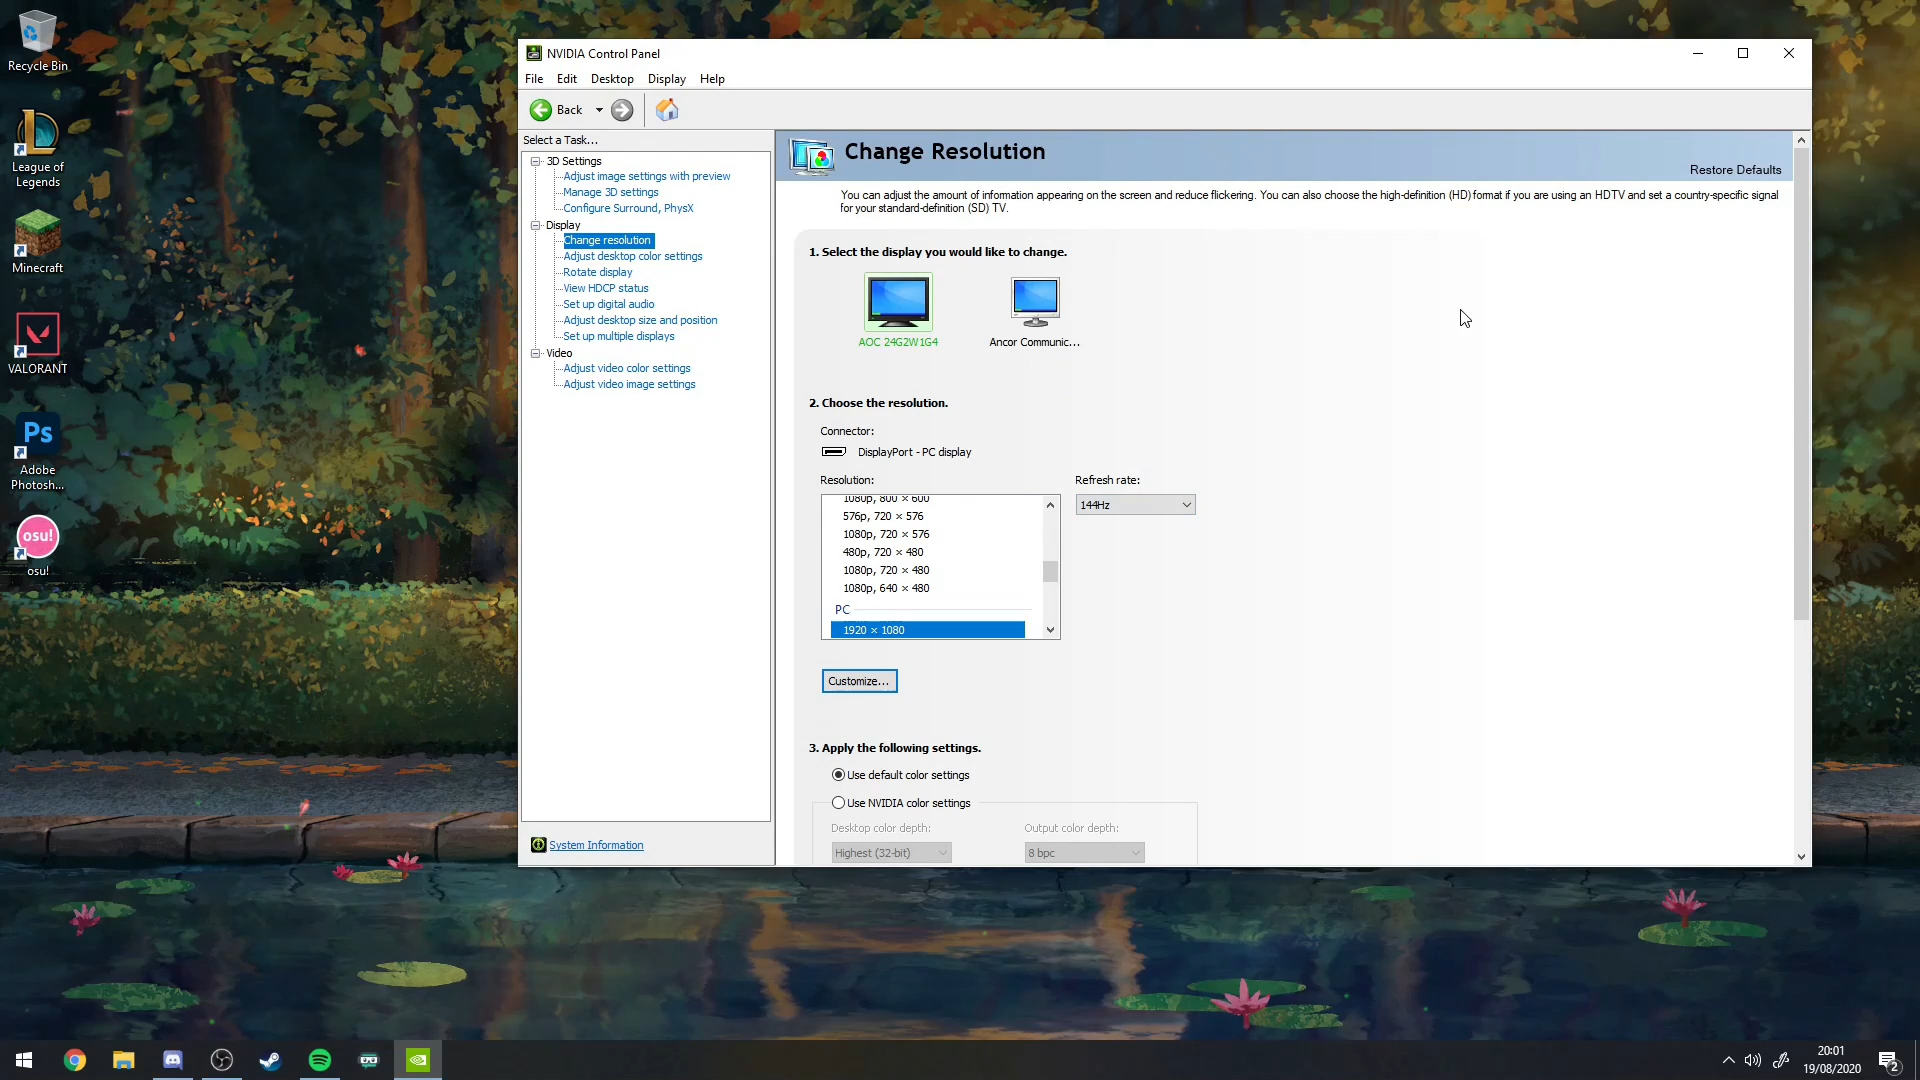 Recycle Bin
League of
Legends
Minecraft
VALORANT
Ps
Adobe
Photosh...
osu!
osu!
NVIDIA Control Panel
File Edit Desktop Display Help
Back
Select a Task...
3D Settings
Adjust image settings with preview
Manage 3D settings
Configure Surround, PhysX
Display
Change resolution
Adjust desktop color settings
Rotate display
View HDCP status
Set up digital audio
Adjust desktop size and position
Set up multiple displays
Video
Adjust video color settings
Adjust video image settings
System Information
Change Resolution
Restore Defaults
You can adjust the amount of information appearing on the screen and reduce flickering. You can also choose the high-definition (HD) format if you are using an HDTV and set a country-specific signal
for your standard-definition (SD) TV.
1. Select the display you would like to change.
AOC 24G2W1G4
Ancor Communic...
2. Choose the resolution.
Connector:
DisplayPort - PC display
Resolution:
Refresh rate:
1080p, 800 × 600
144Hz
576p, 720 × 576
1080p, 720 × 576
480p, 720 × 480
1080p, 720 × 480
1080p, 640 × 480
PC
1920 × 1080
Customize...
3. Apply the following settings.
Use default color settings
Use NVIDIA color settings
Desktop color depth:
Output color depth:
Highest (32-bit)
8 bpc
20:01
19/08/2020
2